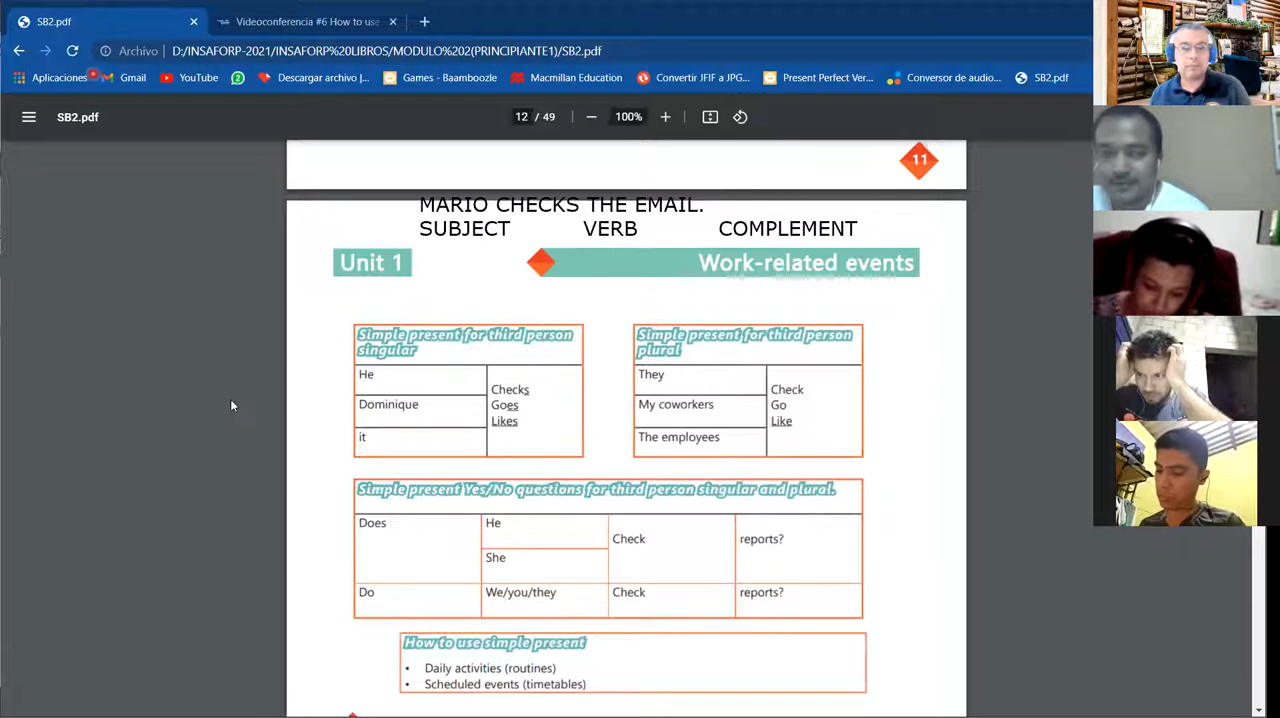 SB2.pdf
Videoconferencia #6 How to use
Archivo
D:/INSAFORP-2021/INSAFORP%20LIBROS/MODULO%202(PRINCIPIANTE1)/SB2.pdf
Aplicaciones
Gmail
YouTube
Descargar archivo |...
Games - Baamboozle
Macmillan Education
Convertir JFIF a JPG...
Present Perfect Ver...
Conversor de audio...
SB2.pdf
SB2.pdf
12 / 49
100%
11
MARIO CHECKS THE EMAIL.
SUBJECT VERB COMPLEMENT
Unit 1
Work-related events
Simple present for third person
singular
He
Dominique
it
Checks
Goes
Likes
Simple present for third person
plural
They
My coworkers
The employees
Check
Go
Like
Simple present Yes/No questions for third person singular and plural.
Does
He
She
Check
reports?
Do
We/you/they
Check
reports?
How to use simple present
• Daily activities (routines)
• Scheduled events (timetables)